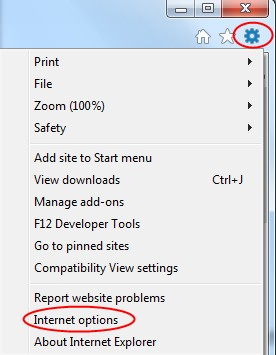 Print
File
Zoom (100%)
Safety
Add site to Start menu
View downloads Ctrl+J
Manage add-ons
F12 Developer Tools
Go to pinned sites
Compatibility View settings
Report website problems
Internet options
About Internet Explorer